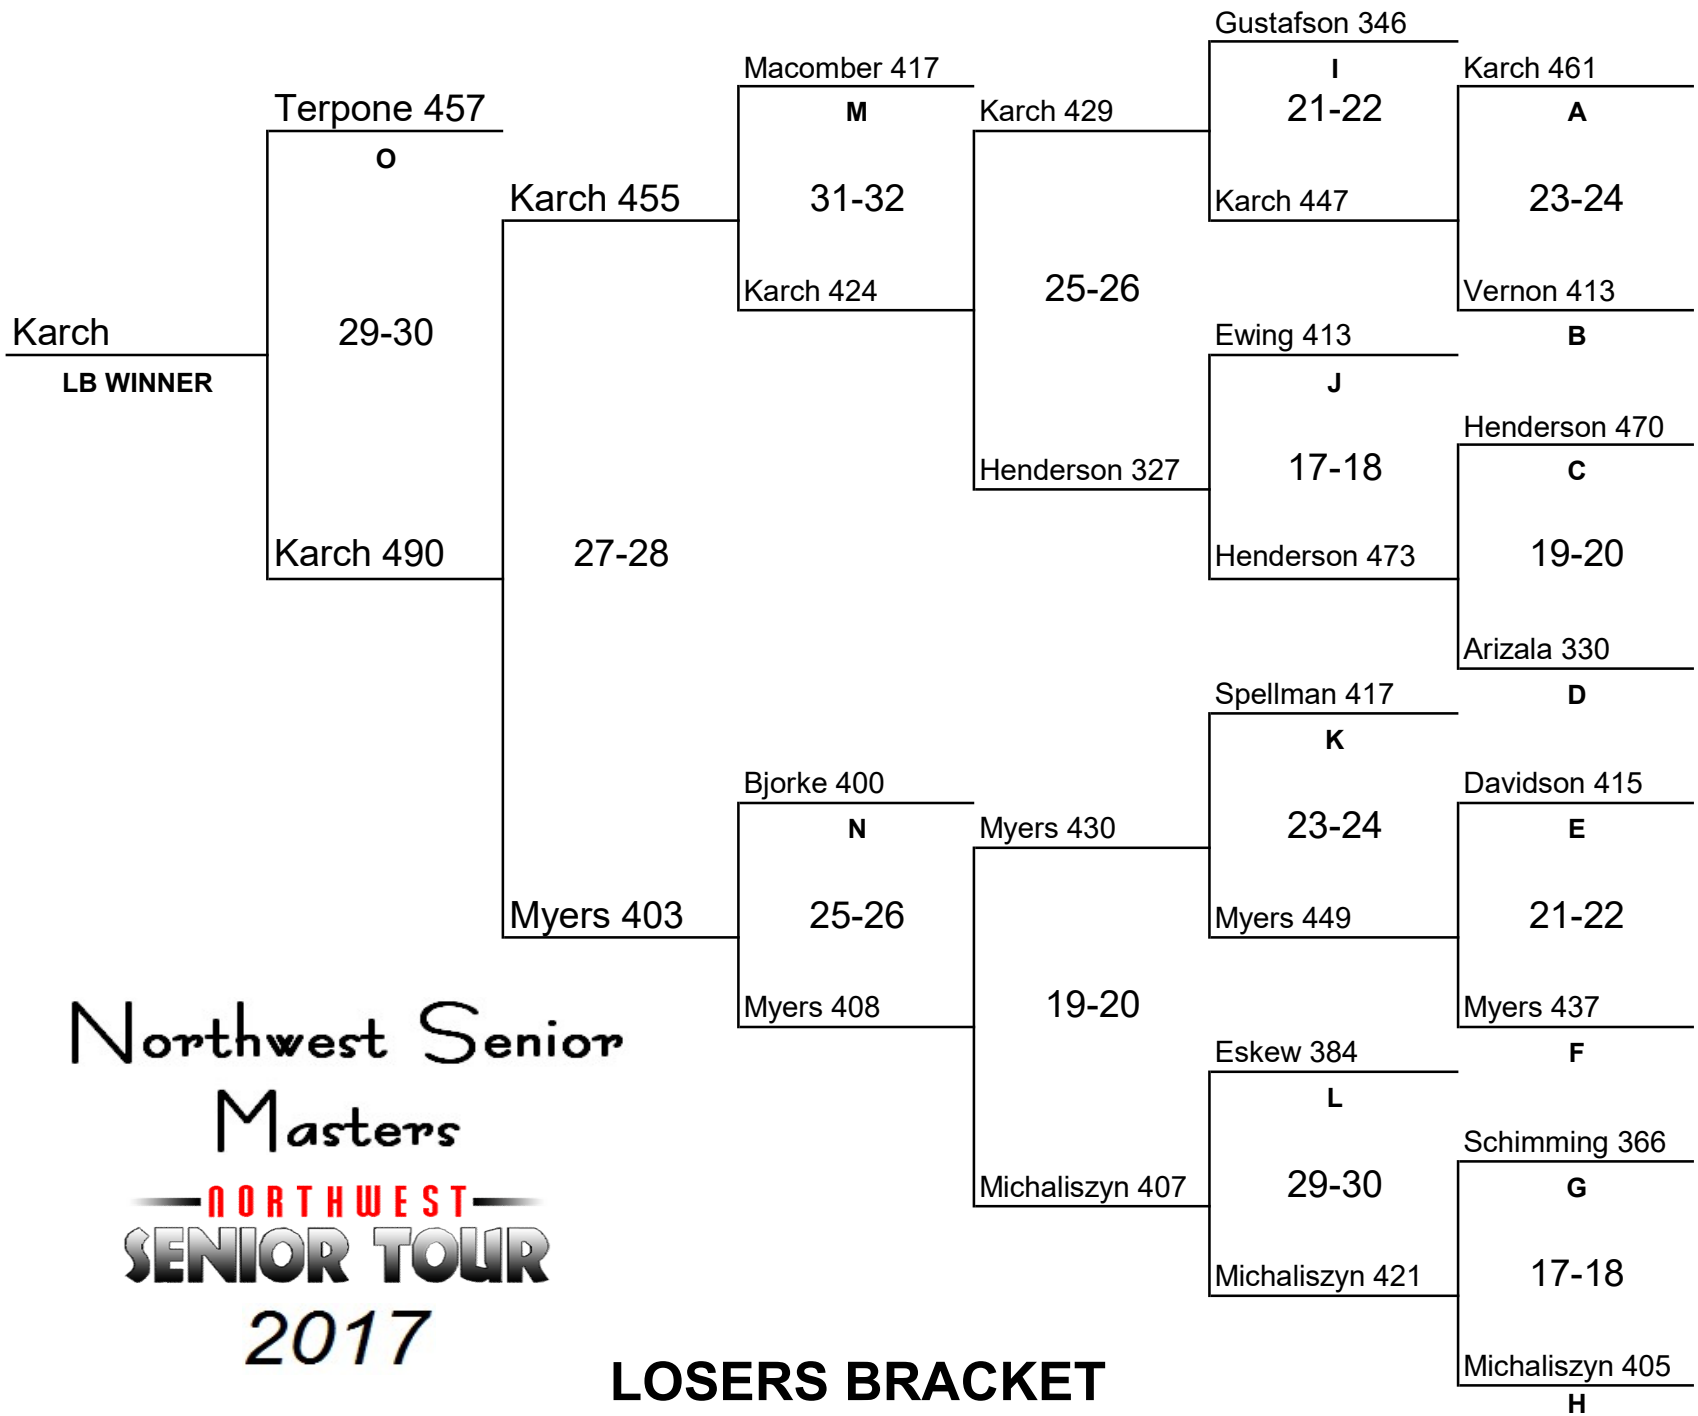 Gustafson 346
Macomber 417
I
Karch 461
Terpone 457
M
Karch 429
21-22
A
O
Karch 455
31-32
Karch 447
23-24
Karch 424
25-26
Vernon 413
Karch
29-30
Ewing 413
B
LB WINNER
J
Henderson 470
Henderson 327
17-18
C
Karch 490
27-28
Henderson 473
19-20
Arizala 330
Spellman 417
D
K
Bjorke 400
Davidson 415
N
Myers 430
23-24
E
Myers 403
25-26
Myers 449
21-22
Myers 408
19-20
Myers 437
Northwest Senior
Eskew 384
F
Masters
L
Schimming 366
Michaliszyn 407
29-30
G
NORTHWEST
SENIOR TOUR
Michaliszyn 421
17-18
2017
Michaliszyn 405
LOSERS BRACKET
H